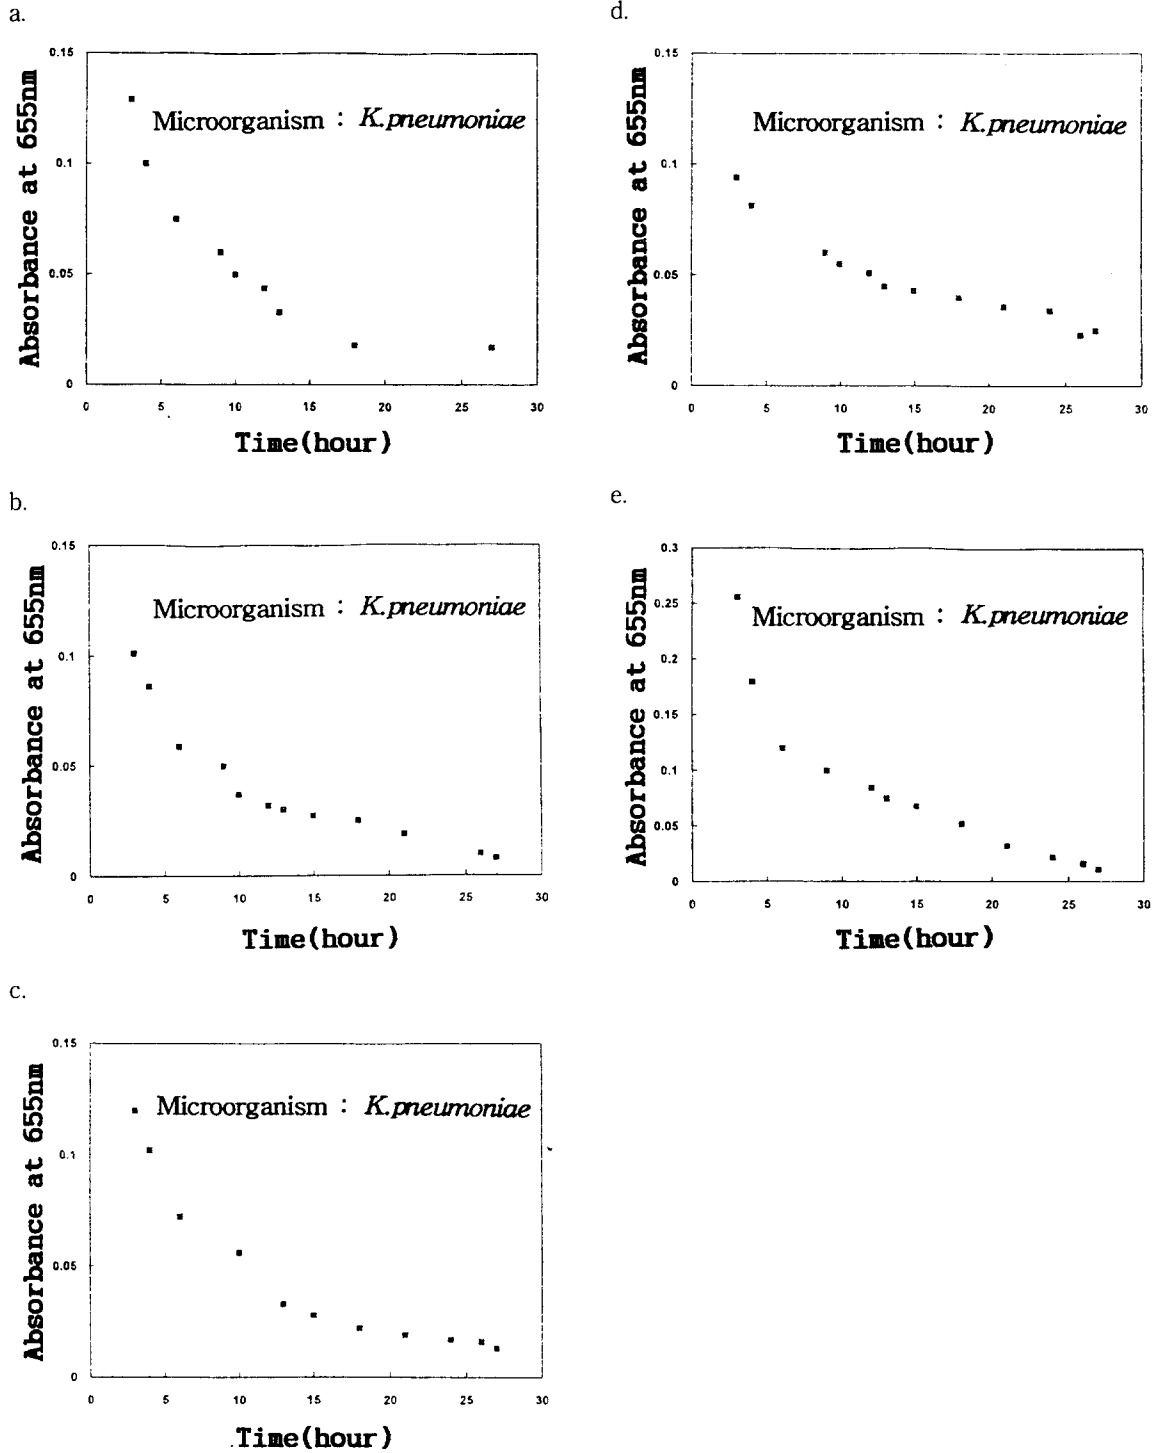 a.
0.15
0.1
0.05
0
0 5 10 15 20 25 30
Absorbance at 655nm
Microorganism : K.pneumoniae
Time(hour)
b.
0.15
0.1
0.05
0
0 5 10 15 20 25 30
Absorbance at 655nm
Microorganism : K.pneumoniae
Time(hour)
c.
0.15
0.1
0.05
0
0 5 10 15 20 25 30
Absorbance at 655nm
Microorganism : K.pneumoniae
Time(hour)
d.
0.15
0.1
0.05
0
0 5 10 15 20 25 30
Absorbance at 655nm
Microorganism : K.pneumoniae
Time(hour)
e.
0.3
0.25
0.2
0.15
0.1
0.05
0
0 5 10 15 20 25 30
Absorbance at 655nm
Microorganism : K.pneumoniae
Time(hour)